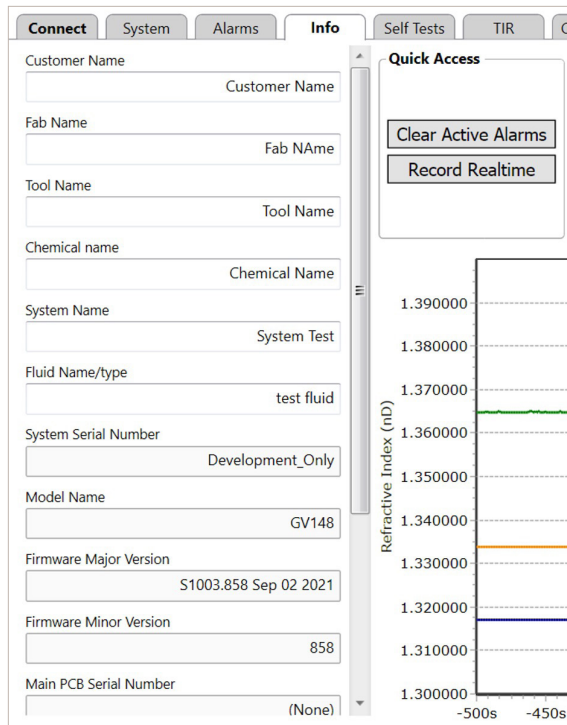 Connect System Alarms Info Self Tests TIR
Customer Name
Customer Name
Fab Name
Fab NAme
Tool Name
Tool Name
Chemical name
Chemical Name
System Name
System Test
Fluid Name/type
test fluid
System Serial Number
Development_Only
Model Name
GV148
Firmware Major Version
S1003.858 Sep 02 2021
Firmware Minor Version
858
Main PCB Serial Number
(None)
Quick Access
Clear Active Alarms
Record Realtime
Refractive Index (nD)
1.390000
1.380000
1.370000
1.360000
1.350000
1.340000
1.330000
1.320000
1.310000
1.300000
-500s -450s